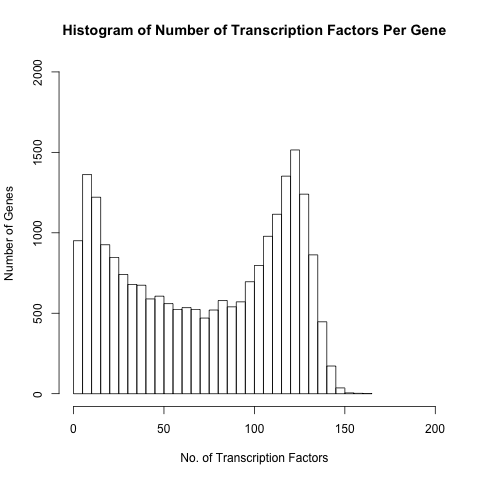 Histogram of Number of Transcription Factors Per Gene
2000
1500
1000
500
0
Number of Genes
0 50 100 150 200
No. of Transcription Factors